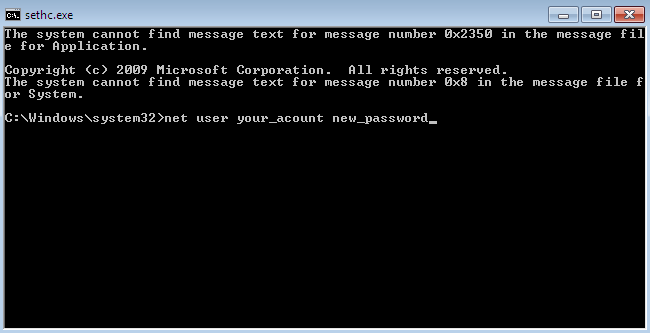 sethc.exe
The system cannot find message text for message number 0x2350 in the message fil
e for Application.
Copyright (c) 2009 Microsoft Corporation.  All rights reserved.
The system cannot find message text for message number 0x8 in the message file f
or System.
C:\Windows\system32>net user your_acount new_password_